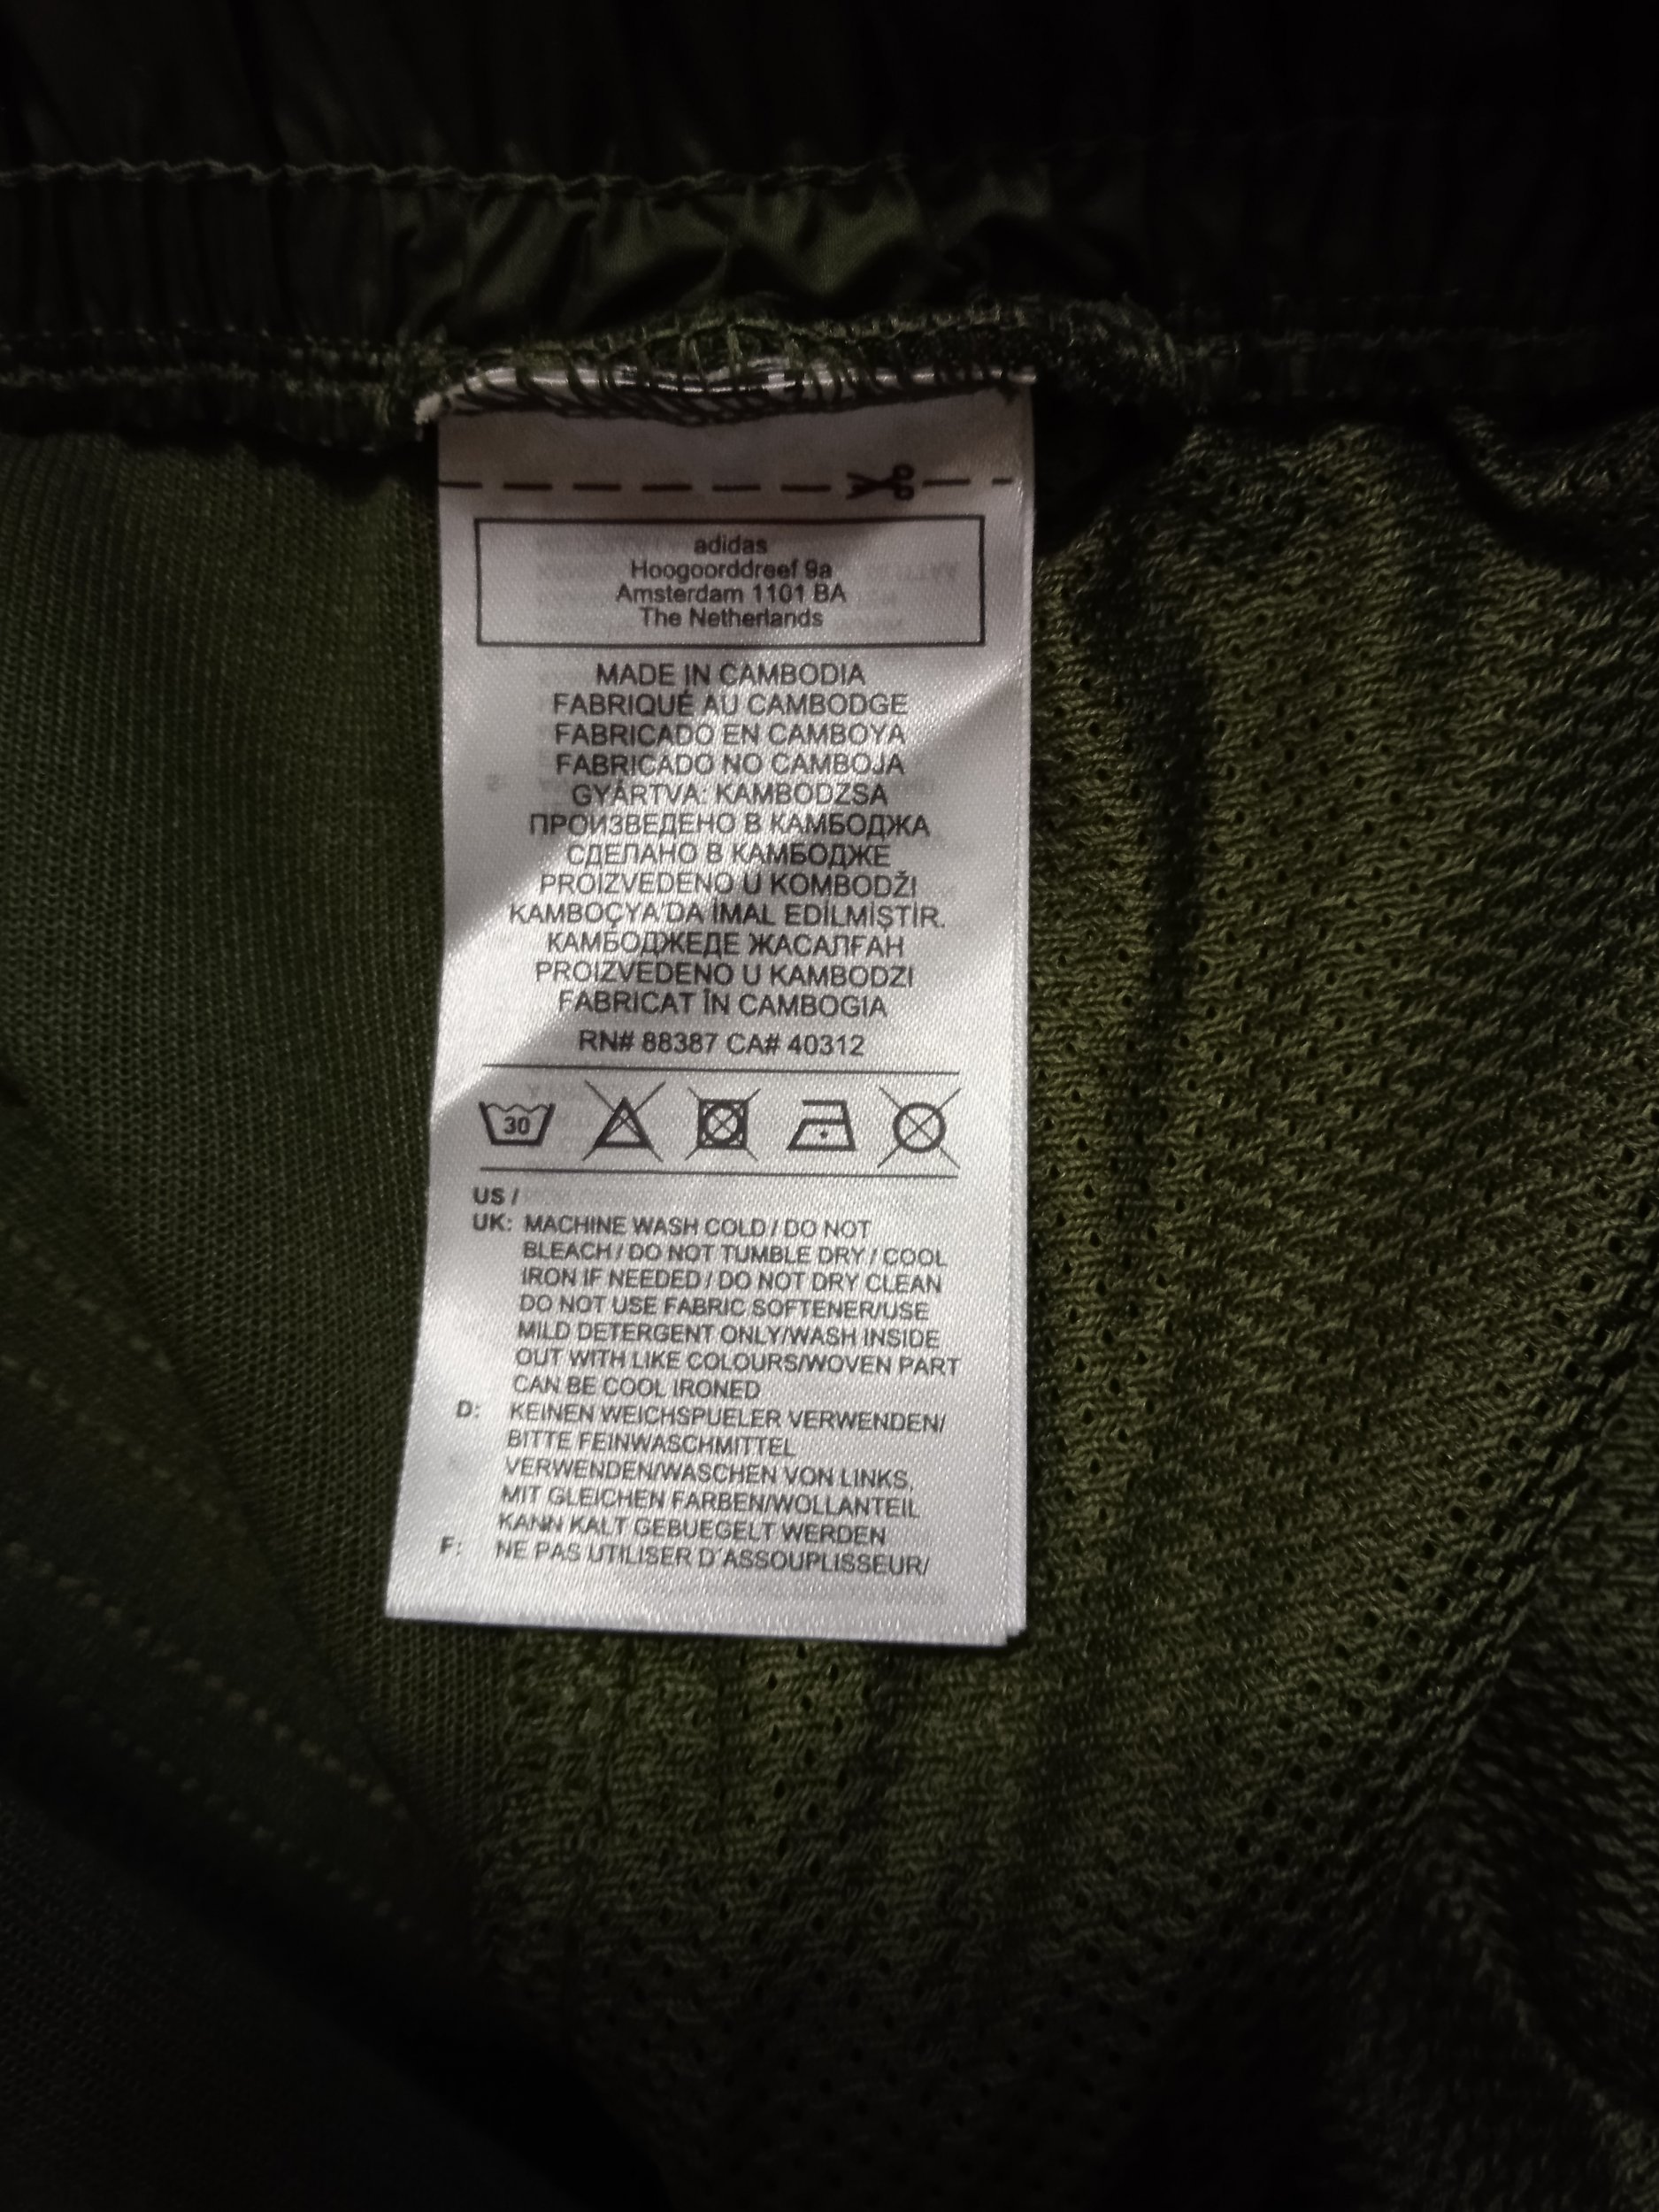 adidas
Hoogoorddreef 9a
Amsterdam 1101 BA
The Netherlands
MADE IN CAMBODIA
FABRIQUÉ AU CAMBODGE
FABRICADO EN CAMBOYA
FABRICADO NO CAMBOJA
GYÁRTVA: KAMBODZSA
ПРОИЗВЕДЕНО В КАМБОДЖА
СДЕЛАНО В КАМБОДЖЕ
PROIZVEDENO U KOMBODŽI
KAMBOÇYA'DA İMAL EDİLMİŞTİR.
КАМБОДЖЕДЕ ЖАСАЛҒАН
PROIZVEDENO U KAMBODZI
FABRICAT ÎN CAMBOGIA
RN# 88387 CA# 40312
30
US /
UK: MACHINE WASH COLD / DO NOT
BLEACH / DO NOT TUMBLE DRY / COOL
IRON IF NEEDED / DO NOT DRY CLEAN
DO NOT USE FABRIC SOFTENER/USE
MILD DETERGENT ONLY/WASH INSIDE
OUT WITH LIKE COLOURS/WOVEN PART
CAN BE COOL IRONED
D: KEINEN WEICHSPUELER VERWENDEN/
BITTE FEINWASCHMITTEL
VERWENDEN/WASCHEN VON LINKS,
MIT GLEICHEN FARBEN/WOLLANTEIL
KANN KALT GEBUEGELT WERDEN
F: NE PAS UTILISER D'ASSOUPLISSEUR/